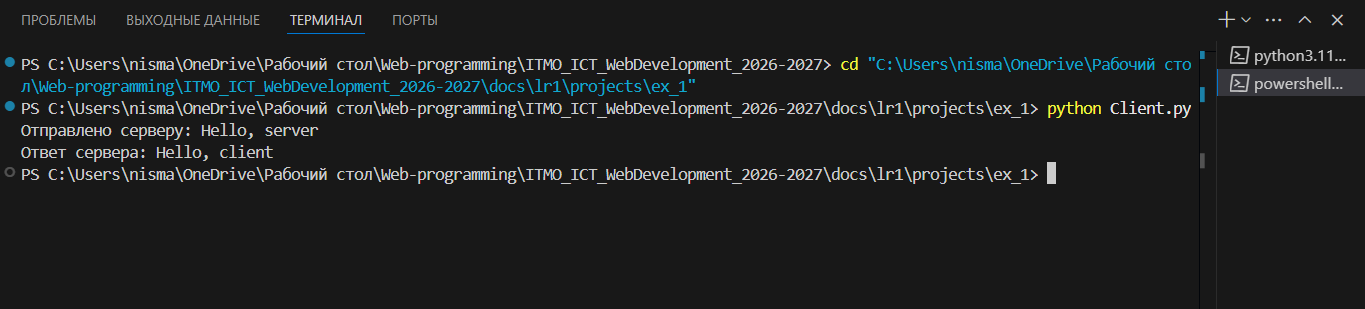 ПРОБЛЕМЫ ВЫХОДНЫЕ ДАННЫЕ ТЕРМИНАЛ ПОРТЫ
PS C:\Users\nisma\OneDrive\Рабочий стол\Web-programming\ITMO_ICT_WebDevelopment_2026-2027> cd "C:\Users\nisma\OneDrive\Рабочий сто
л\Web-programming\ITMO_ICT_WebDevelopment_2026-2027\docs\lr1\projects\ex_1"
PS C:\Users\nisma\OneDrive\Рабочий стол\Web-programming\ITMO_ICT_WebDevelopment_2026-2027\docs\lr1\projects\ex_1> python Client.py
Отправлено серверу: Hello, server
Ответ сервера: Hello, client
PS C:\Users\nisma\OneDrive\Рабочий стол\Web-programming\ITMO_ICT_WebDevelopment_2026-2027\docs\lr1\projects\ex_1>
python3.11...
powershell...